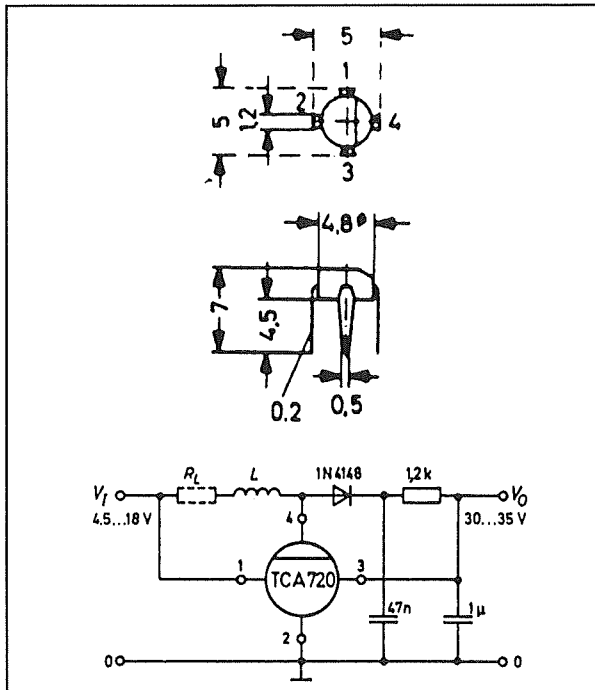 5
1
2
4
5
1,2
3
4,8ø
7
4,5
0,2
0,5
R_L
L
1N4148
1,2k
V_I
V_O
4,5...18 V
4
30...35 V
1
TCA720
3
2
47n
1µ
0
0